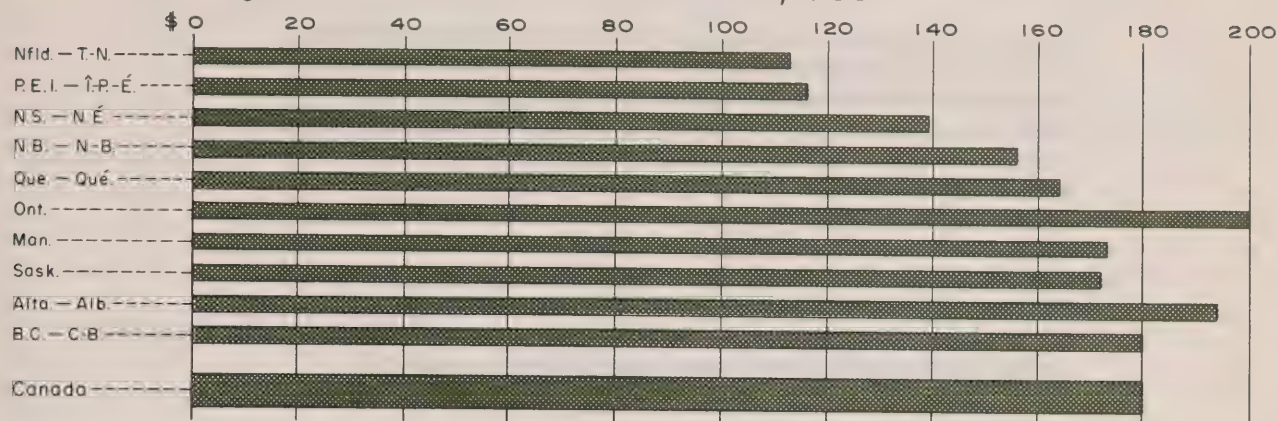 $ 0 20 40 60 80 100 120 140 160 180 200
Nfld. — T.-N.
P.E.I. — Î.-P.-É.
N.S. — N.É.
N.B. — N.-B.
Que. — Qué.
Ont.
Man.
Sask.
Alta. — Alb.
B.C. — C.-B.
Canada